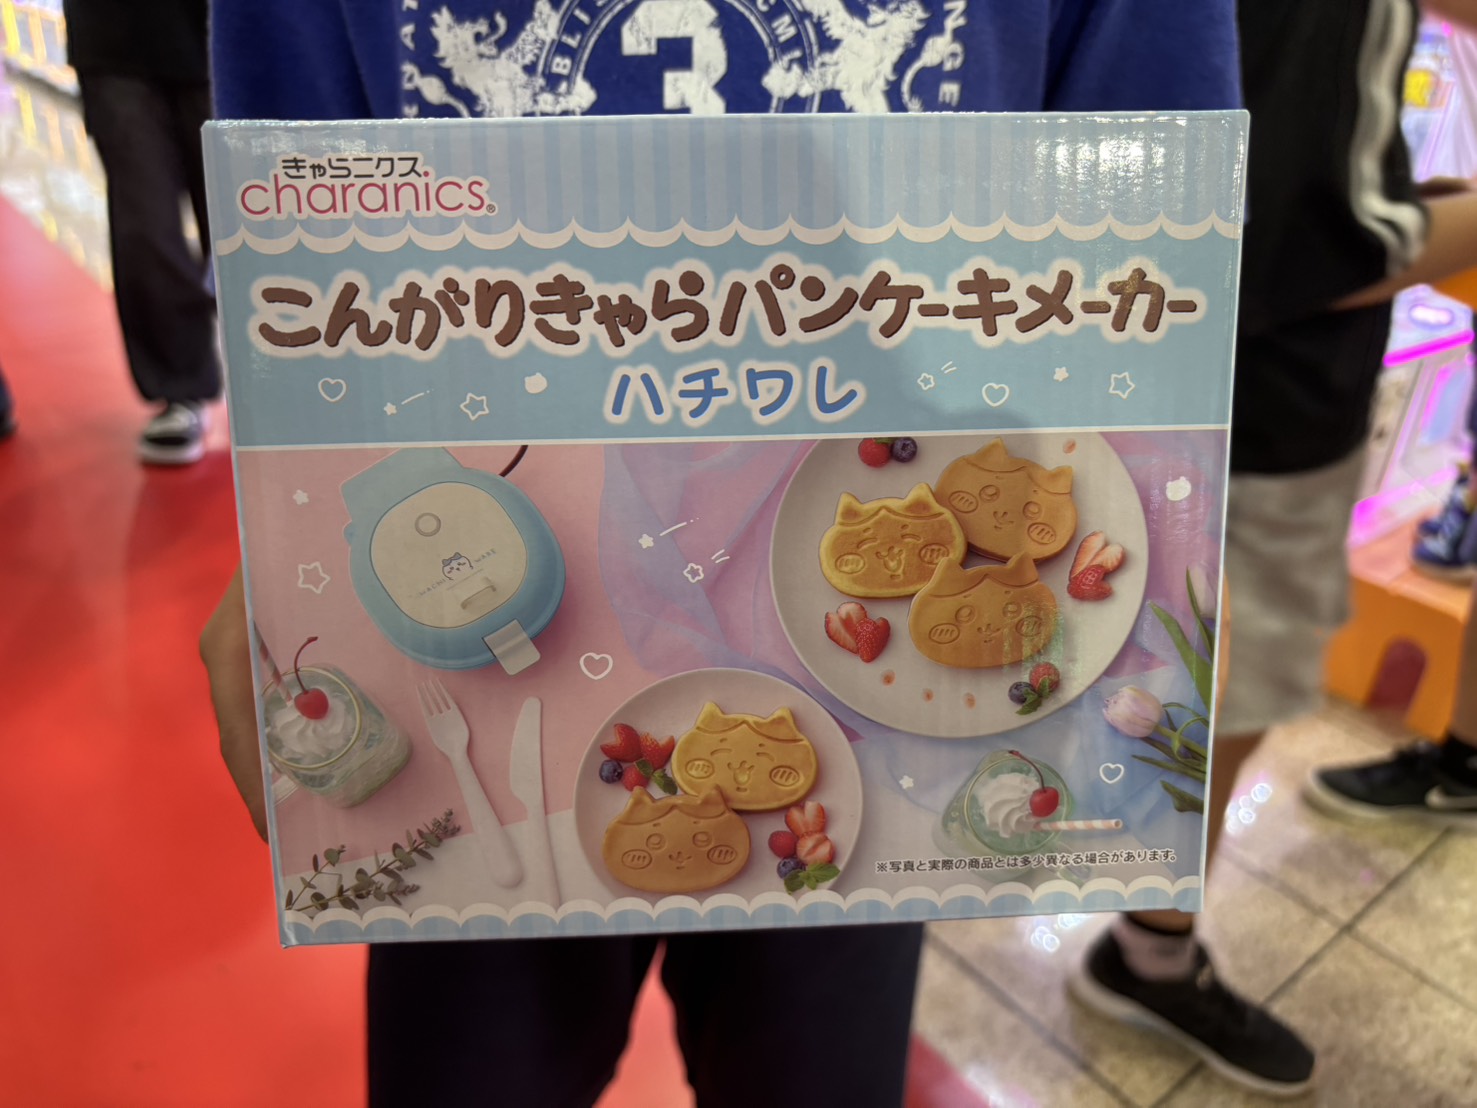 3
きゃらニクス
charanics®
こんがりきゃらパンケーキメーカー
ハチワレ
※写真と実際の商品とは多少異なる場合があります。